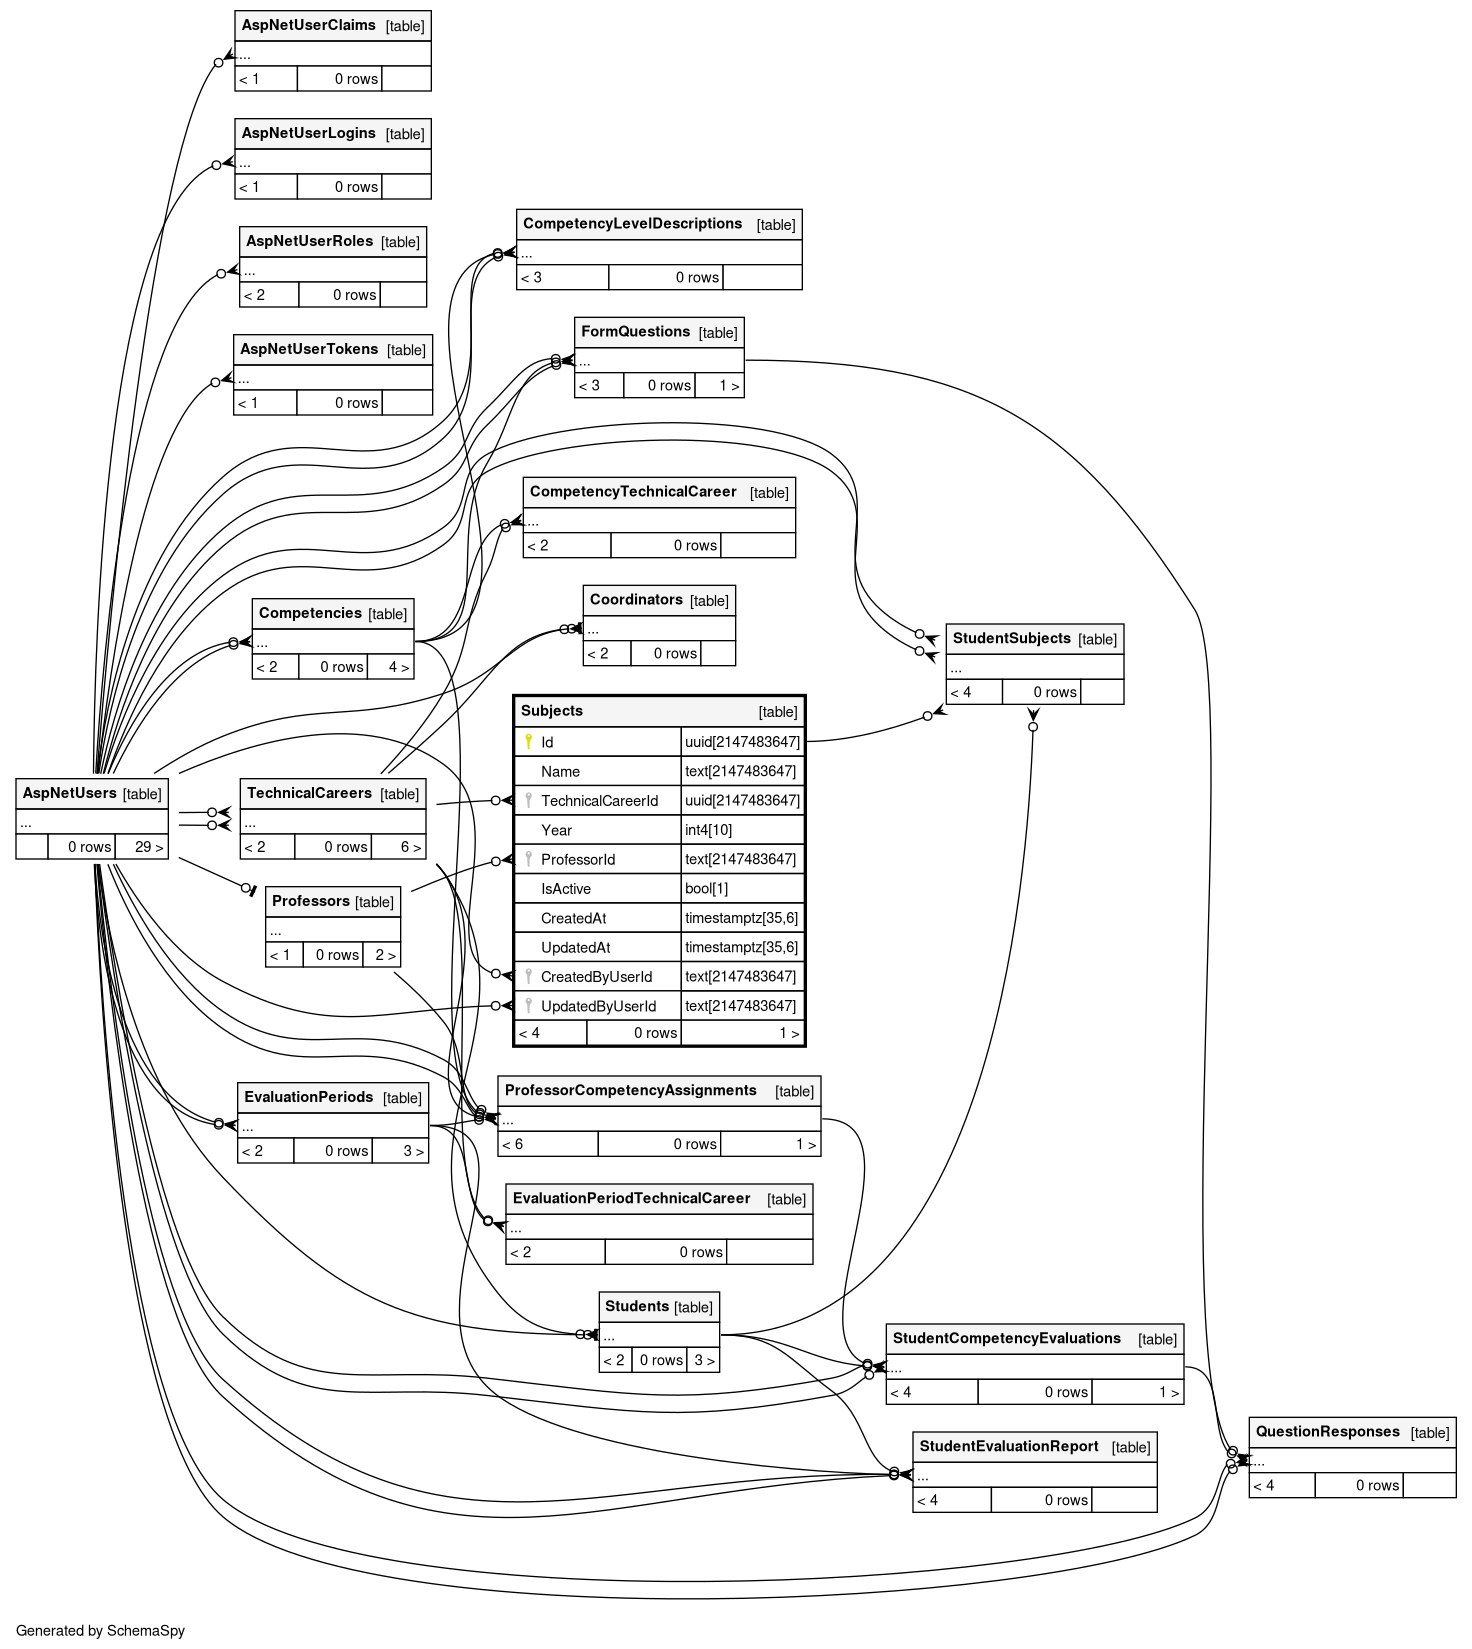 AspNetUserClaims [table]
...
< 1 0 rows
AspNetUserLogins [table]
...
< 1 0 rows
AspNetUserRoles [table]
...
< 2 0 rows
AspNetUserTokens [table]
...
< 1 0 rows
CompetencyLevelDescriptions [table]
...
< 3 0 rows
FormQuestions [table]
...
< 3 0 rows 1 >
CompetencyTechnicalCareer [table]
...
< 2 0 rows
Competencies [table]
...
< 2 0 rows 4 >
Coordinators [table]
...
< 2 0 rows
StudentSubjects [table]
...
< 4 0 rows
AspNetUsers [table]
...
0 rows 29 >
TechnicalCareers [table]
...
< 2 0 rows 6 >
Professors [table]
...
< 1 0 rows 2 >
Subjects [table]
Id uuid[2147483647]
Name text[2147483647]
TechnicalCareerId uuid[2147483647]
Year int4[10]
ProfessorId text[2147483647]
IsActive bool[1]
CreatedAt timestamptz[35,6]
UpdatedAt timestamptz[35,6]
CreatedByUserId text[2147483647]
UpdatedByUserId text[2147483647]
< 4 0 rows 1 >
EvaluationPeriods [table]
...
< 2 0 rows 3 >
ProfessorCompetencyAssignments [table]
...
< 6 0 rows 1 >
EvaluationPeriodTechnicalCareer [table]
...
< 2 0 rows
Students [table]
...
< 2 0 rows 3 >
StudentCompetencyEvaluations [table]
...
< 4 0 rows 1 >
StudentEvaluationReport [table]
...
< 4 0 rows
QuestionResponses [table]
...
< 4 0 rows
Generated by SchemaSpy